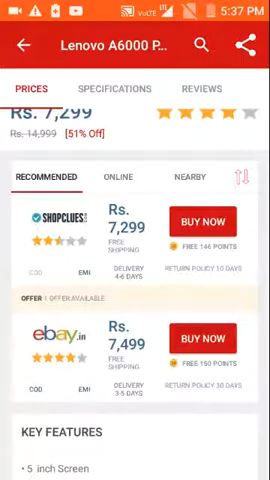 VoLTE 5:37 PM
Lenovo A6000 P...
PRICES SPECIFICATIONS REVIEWS
Rs. 7,299
Rs. 14,999 [51% Off]
RECOMMENDED ONLINE NEARBY
SHOPCLUES.COM
Rs.
7,299
FREE
SHIPPING
BUY NOW
FREE 146 POINTS
COD EMI DELIVERY
4-6 DAYS
RETURN POLICY 10 DAYS
OFFER 1 OFFER AVAILABLE
ebay.in
Rs.
7,499
FREE
SHIPPING
BUY NOW
FREE 150 POINTS
COD EMI DELIVERY
3-5 DAYS
RETURN POLICY 30 DAYS
KEY FEATURES
• 5 inch Screen